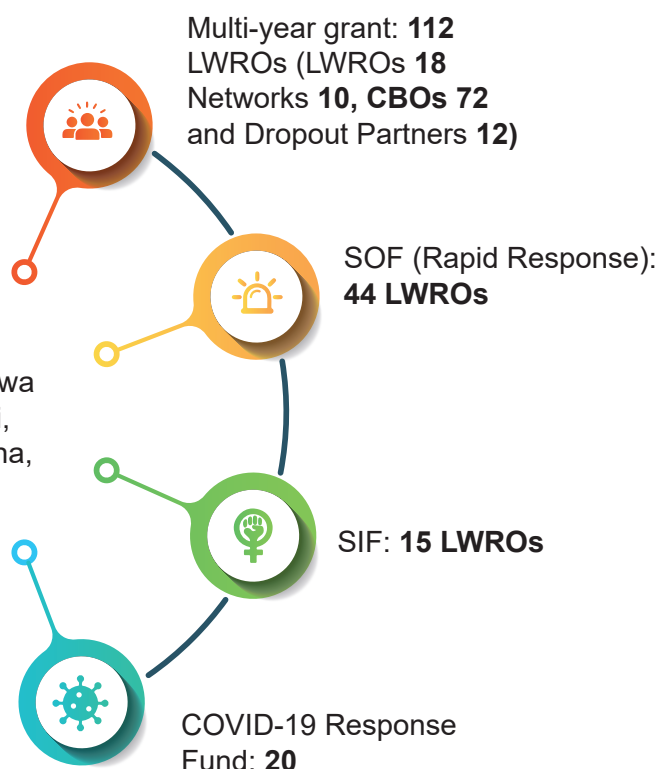 Multi-year grant: 112
LWROs (LWROs 18
Networks 10, CBOs 72
and Dropout Partners 12)
SOF (Rapid Response):
44 LWROs
SIF: 15 LWROs
COVID-19 Response
Fund: 20